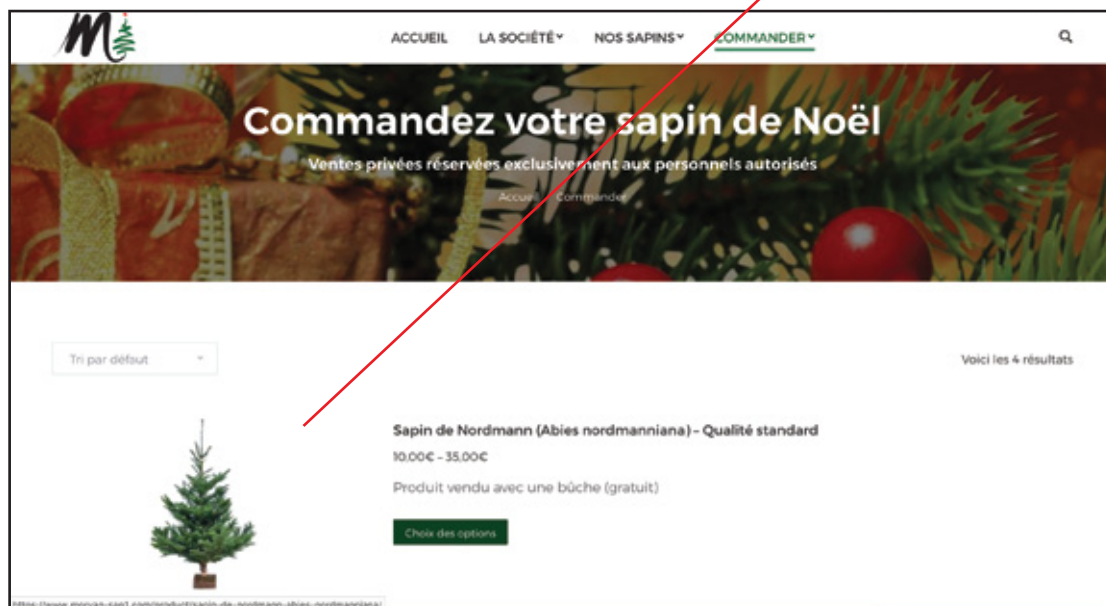 M
ACCUEIL LA SOCIÉTÉ NOS SAPINS COMMANDER
Commandez votre sapin de Noël
Ventes privées réservées exclusivement aux personnels autorisés
Accueil Commander
Tri par défaut
Voici les 4 résultats
Sapin de Nordmann (Abies nordmanniana) – Qualité standard
10,00€ – 35,00€
Produit vendu avec une bûche (gratuit)
Choix des options